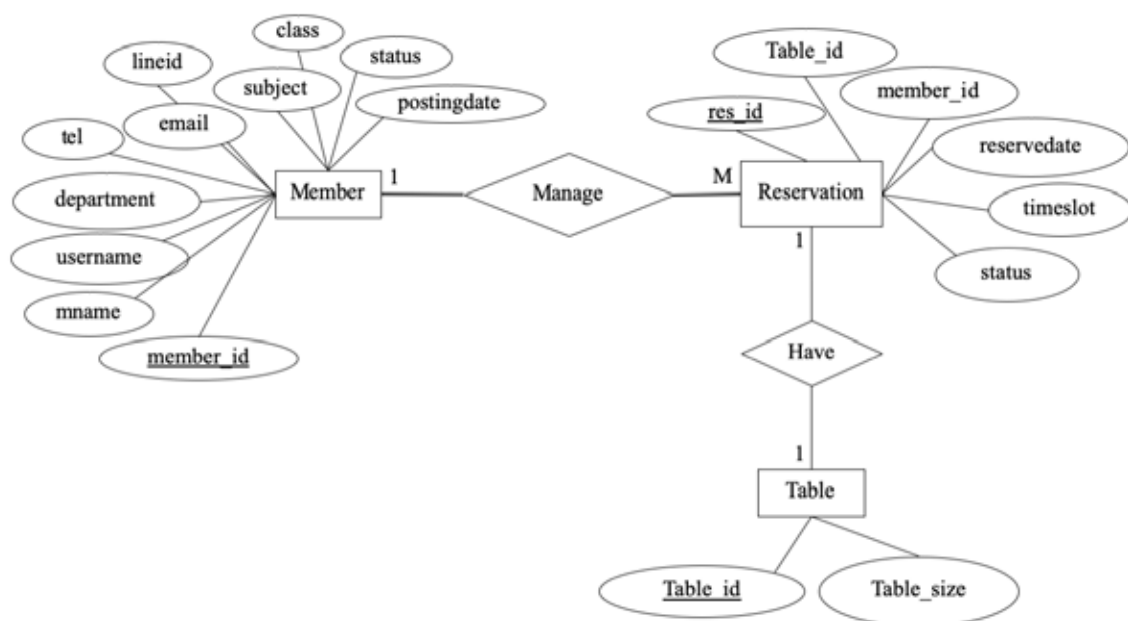 class
lineid
status
Table_id
subject
member_id
postingdate
res_id
email
tel
reservedate
Member
1
Manage
M
Reservation
department
timeslot
1
username
status
mname
Have
member_id
1
Table
Table_id
Table_size